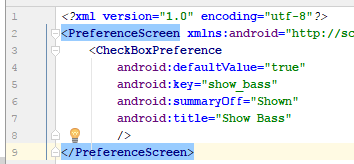 1 <?xml version="1.0" encoding="utf-8"?>
2 <PreferenceScreen xmlns:android="http://sc
3 <CheckBoxPreference
4 android:defaultValue="true"
5 android:key="show_bass"
6 android:summaryOff="Shown"
7 android:title="Show Bass"
8 />
9 </PreferenceScreen>